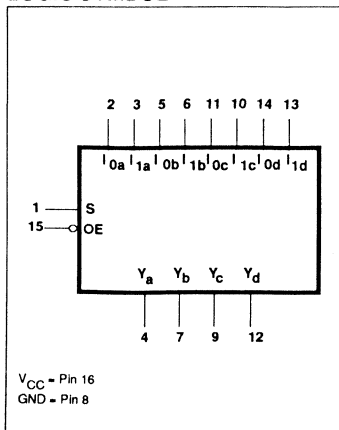 2 3 5 6 11 10 14 13
I0a I1a I0b I1b I0c I1c I0d I1d
1 S
15 OE
Ya Yb Yc Yd
4 7 9 12
VCC = Pin 16
GND = Pin 8